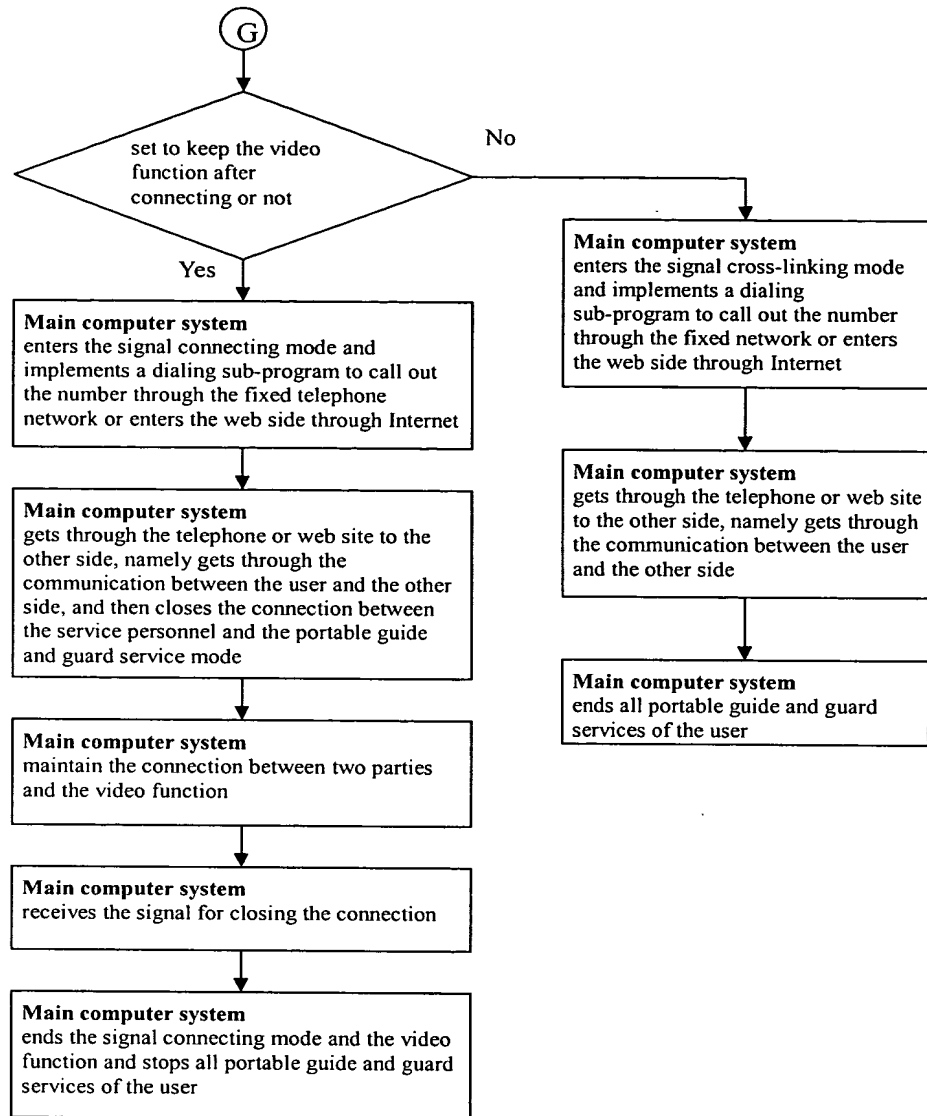 G
set to keep the video
function after
connecting or not
No
Yes
Main computer system
enters the signal connecting mode and
implements a dialing sub-program to call out
the number through the fixed telephone
network or enters the web side through Internet
Main computer system
gets through the telephone or web site to the
other side, namely gets through the
communication between the user and the other
side, and then closes the connection between
the service personnel and the portable guide
and guard service mode
Main computer system
maintain the connection between two parties
and the video function
Main computer system
receives the signal for closing the connection
Main computer system
ends the signal connecting mode and the video
function and stops all portable guide and guard
services of the user
Main computer system
enters the signal cross-linking mode
and implements a dialing
sub-program to call out the number
through the fixed network or enters
the web side through Internet
Main computer system
gets through the telephone or web site
to the other side, namely gets through
the communication between the user
and the other side
Main computer system
ends all portable guide and guard
services of the user